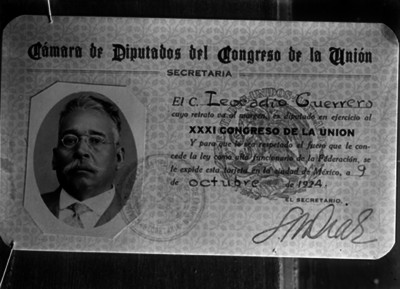 Cámara de Diputados del Congreso de la Unión
SECRETARIA
El C. Leocadio Guerrero
cuyo retrato va al margen, es diputado en ejercicio al
XXXI CONGRESO DE LA UNION
Y para que le sea respetado el fuero que le con-
cede la ley como alto funcionario de la Federación, se
le expide esta tarjeta en la ciudad de México, a 9
de octubre de 1924.
EL SECRETARIO,